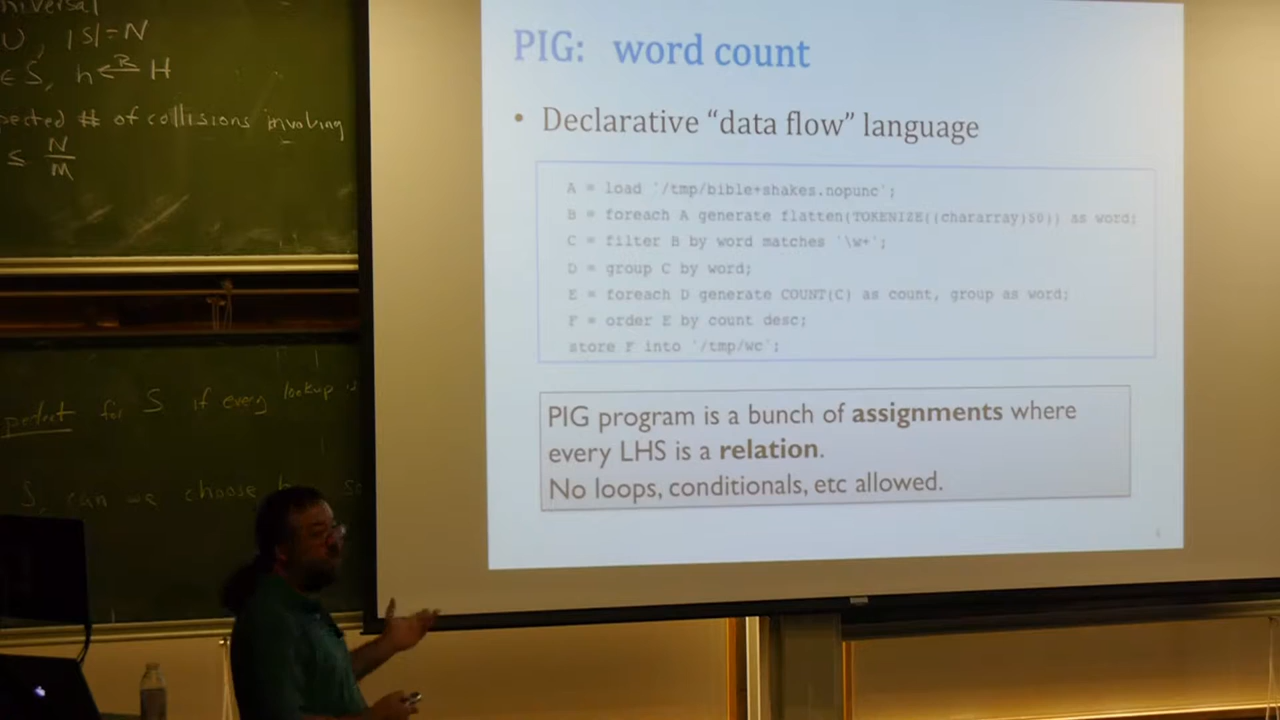 niversal
U, |S|=N
∈ S, h ←R H
pected # of collisions involving
≤ N/M
perfect for S if every lookup is
S, can we choose
PIG: word count
• Declarative “data flow” language
A = load '/tmp/bible+shakes.nopunc';
B = foreach A generate flatten(TOKENIZE((chararray)$0)) as word;
C = filter B by word matches '\w+';
D = group C by word;
E = foreach D generate COUNT(C) as count, group as word;
F = order E by count desc;
store F into '/tmp/wc';
PIG program is a bunch of assignments where
every LHS is a relation.
No loops, conditionals, etc allowed.